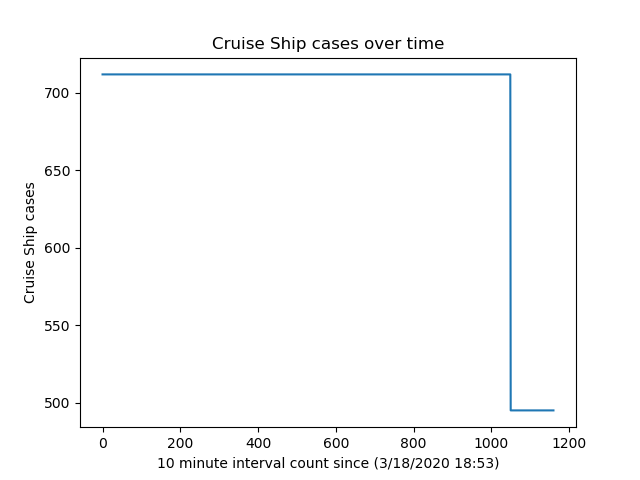 Cruise Ship cases over time
Cruise Ship cases
700
650
600
550
500
0 200 400 600 800 1000 1200
10 minute interval count since (3/18/2020 18:53)